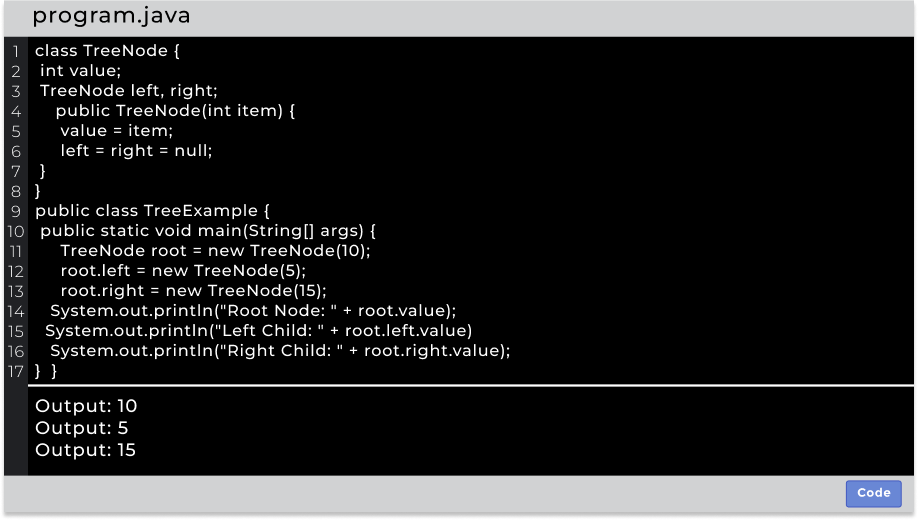 program.java
1 class TreeNode {
2 int value;
3 TreeNode left, right;
4 public TreeNode(int item) {
5 value = item;
6 left = right = null;
7 }
8 }
9 public class TreeExample {
10 public static void main(String[] args) {
11 TreeNode root = new TreeNode(10);
12 root.left = new TreeNode(5);
13 root.right = new TreeNode(15);
14 System.out.println("Root Node: " + root.value);
15 System.out.println("Left Child: " + root.left.value)
16 System.out.println("Right Child: " + root.right.value);
17 } }
Output: 10
Output: 5
Output: 15
Code